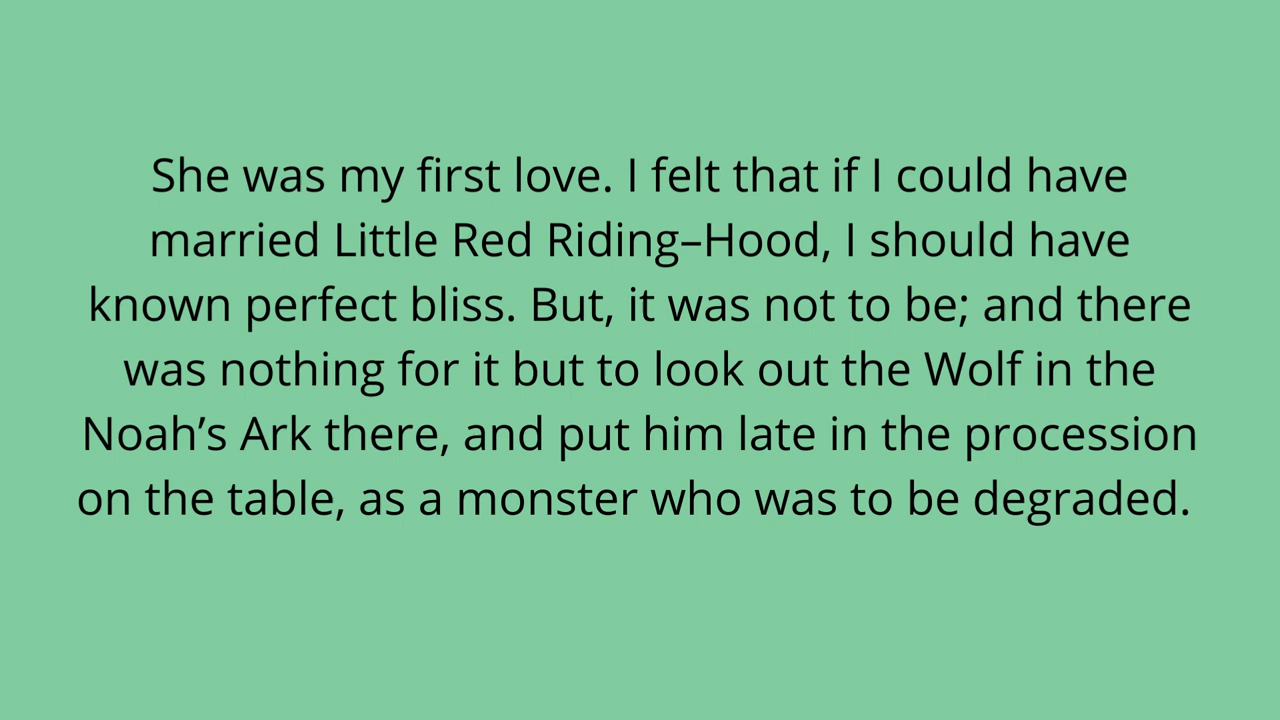 She was my first love. I felt that if I could have
married Little Red Riding–Hood, I should have
known perfect bliss. But, it was not to be; and there
was nothing for it but to look out the Wolf in the
Noah’s Ark there, and put him late in the procession
on the table, as a monster who was to be degraded.